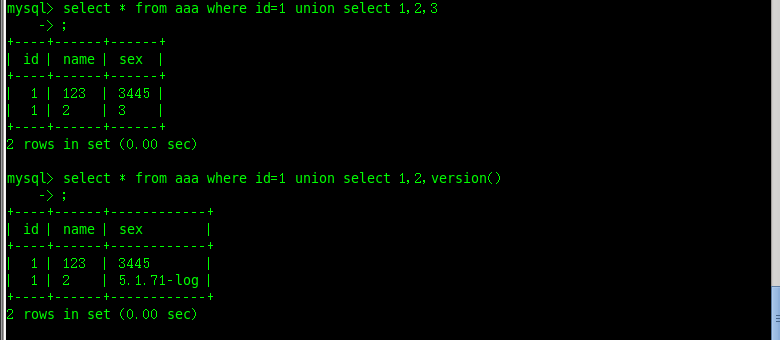 mysql> select * from aaa where id=1 union select 1,2,3
    -> ;
+----+------+------+
| id | name | sex  |
+----+------+------+
|  1 | 123  | 3445 |
|  1 | 2    | 3    |
+----+------+------+
2 rows in set (0.00 sec)

mysql> select * from aaa where id=1 union select 1,2,version()
    -> ;
+----+------+------------+
| id | name | sex        |
+----+------+------------+
|  1 | 123  | 3445       |
|  1 | 2    | 5.1.71-log |
+----+------+------------+
2 rows in set (0.00 sec)